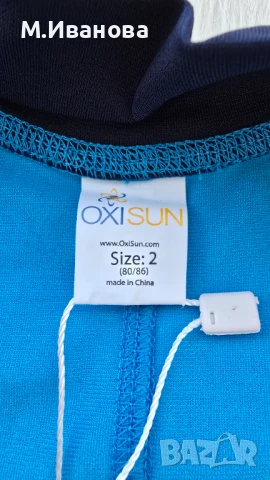 М.Иванова
OXISUN
www.OxiSun.com
Size: 2
(80/86)
made in China
BAZAR